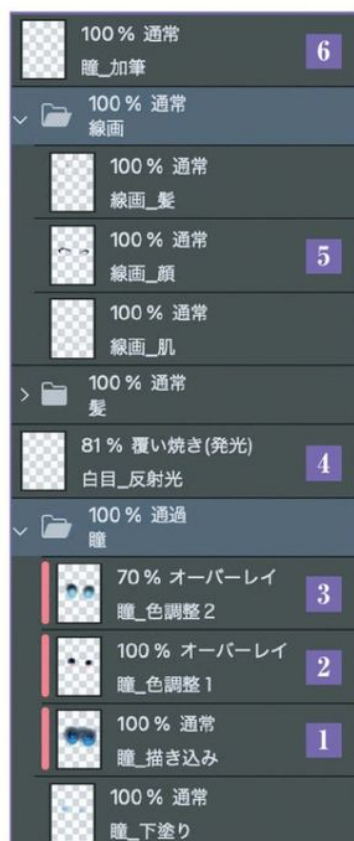 100% 通常
瞳_加筆
6
100% 通常
線画
100% 通常
線画_髪
100% 通常
線画_顔
5
100% 通常
線画_肌
100% 通常
髪
81% 覆い焼き(発光)
白目_反射光
4
100% 通過
瞳
70% オーバーレイ
瞳_色調整2
3
100% オーバーレイ
瞳_色調整1
2
100% 通常
瞳_描き込み
1
100% 通常
瞳_下塗り